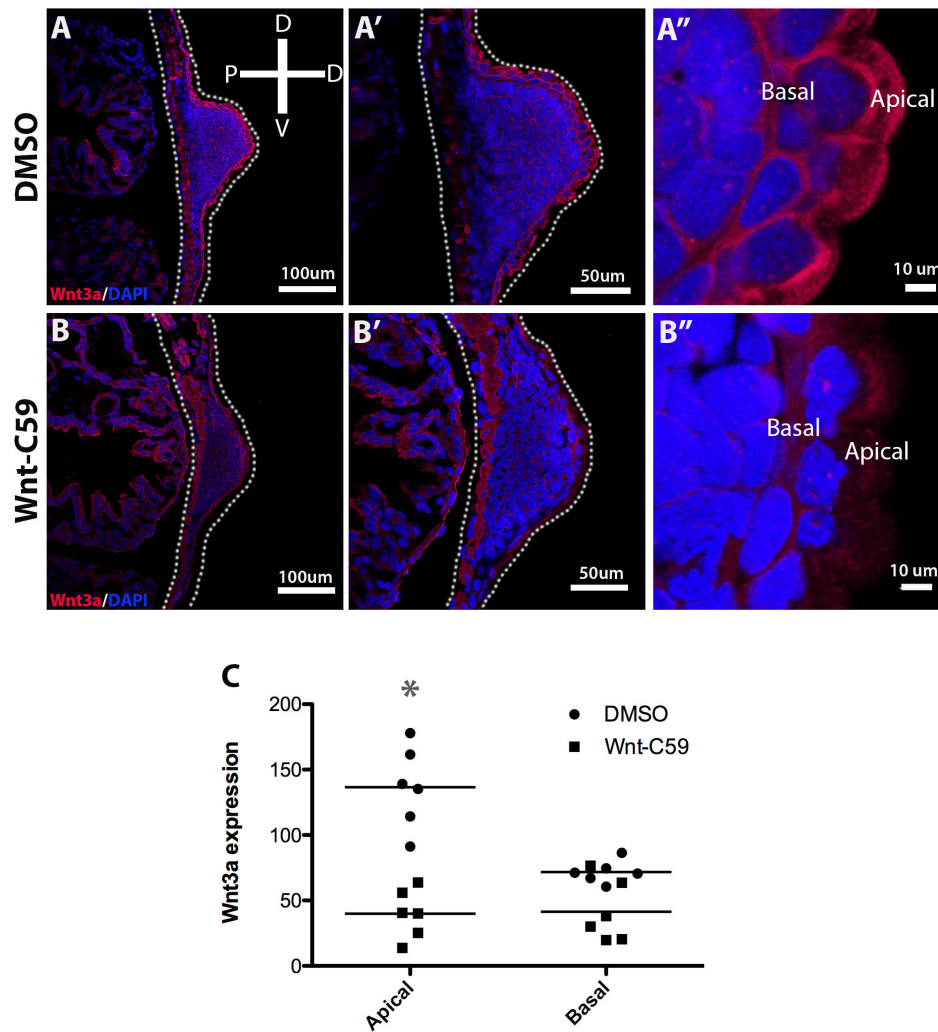 DMSO
A
D
P
D
V
100um
Wnt3a/DAPI
A'
50um
A"
Basal
Apical
10 um
Wnt-C59
B
100um
Wnt3a/DAPI
B'
50um
B"
Basal
Apical
10 um
C
*
DMSO
Wnt-C59
Wnt3a expression
200
150
100
50
0
Apical
Basal